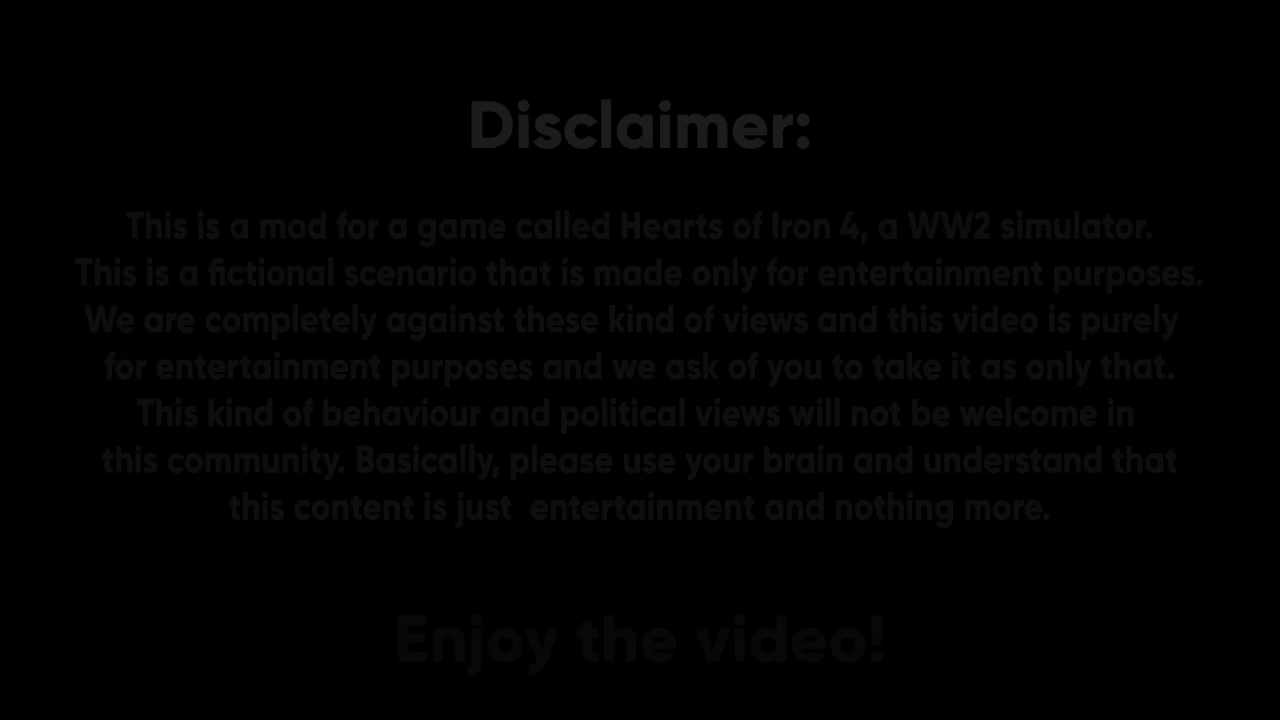 Disclaimer:
This is a mod for a game called Hearts of Iron 4, a WW2 simulator.
This is a fictional scenario that is made only for entertainment purposes.
We are completely against these kind of views and this video is purely
for entertainment purposes and we ask of you to take it as only that.
This kind of behaviour and political views will not be welcome in
this community. Basically, please use your brain and understand that
this content is just  entertainment and nothing more.
Enjoy the video!